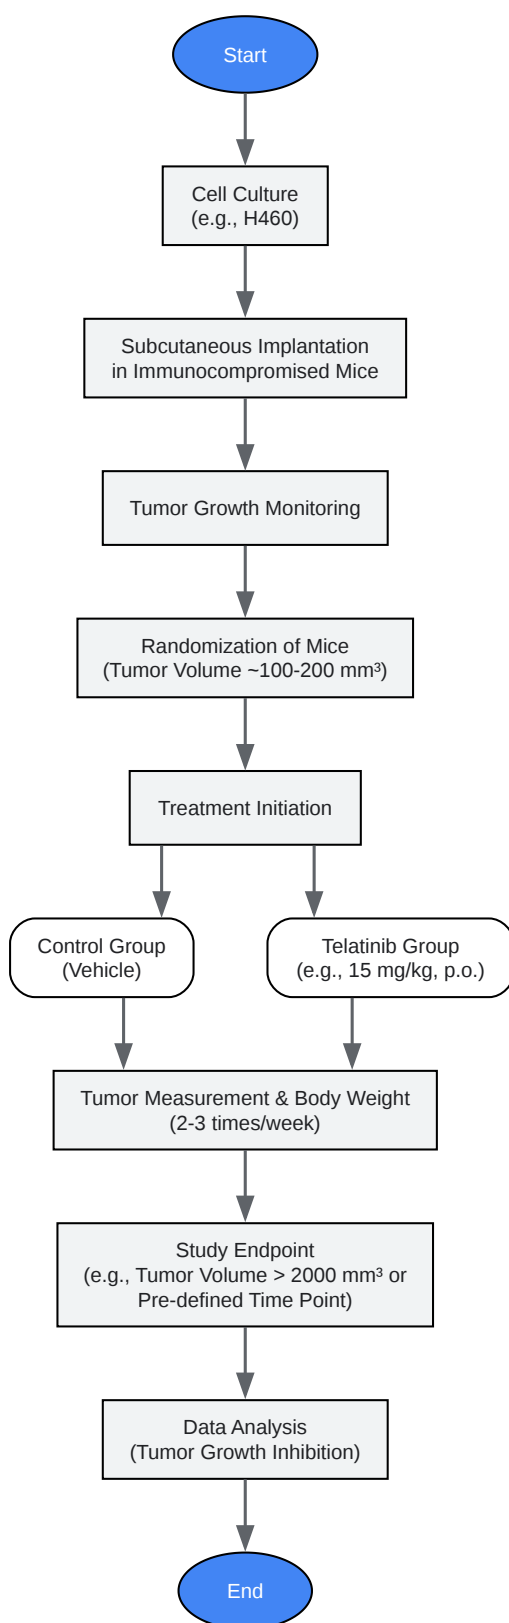 Start
Cell Culture
(e.g., H460)
Subcutaneous Implantation
in Immunocompromised Mice
Tumor Growth Monitoring
Randomization of Mice
(Tumor Volume ~100-200 mm³)
Treatment Initiation
Control Group
(Vehicle)
Telatinib Group
(e.g., 15 mg/kg, p.o.)
Tumor Measurement & Body Weight
(2-3 times/week)
Study Endpoint
(e.g., Tumor Volume > 2000 mm³ or
Pre-defined Time Point)
Data Analysis
(Tumor Growth Inhibition)
End